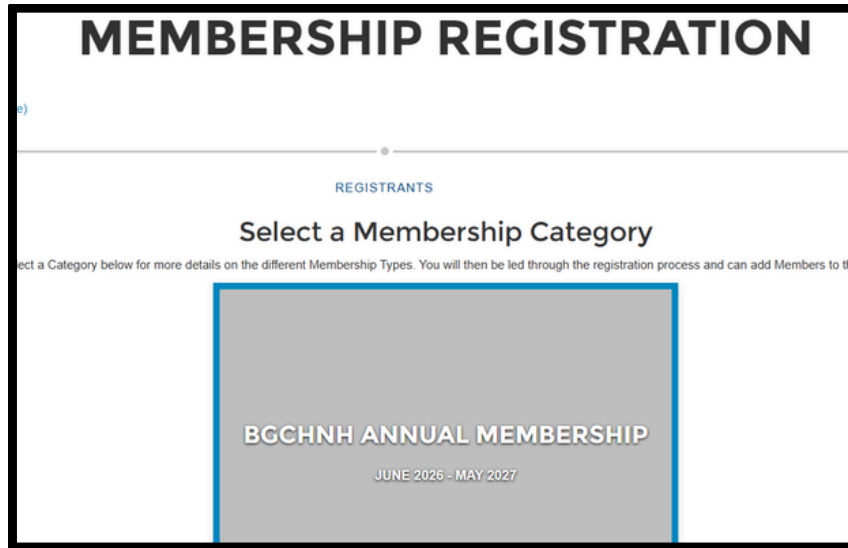 MEMBERSHIP REGISTRATION
e)
REGISTRANTS
Select a Membership Category
ect a Category below for more details on the different Membership Types. You will then be led through the registration process and can add Members to th
BGCHNH ANNUAL MEMBERSHIP
JUNE 2026 - MAY 2027